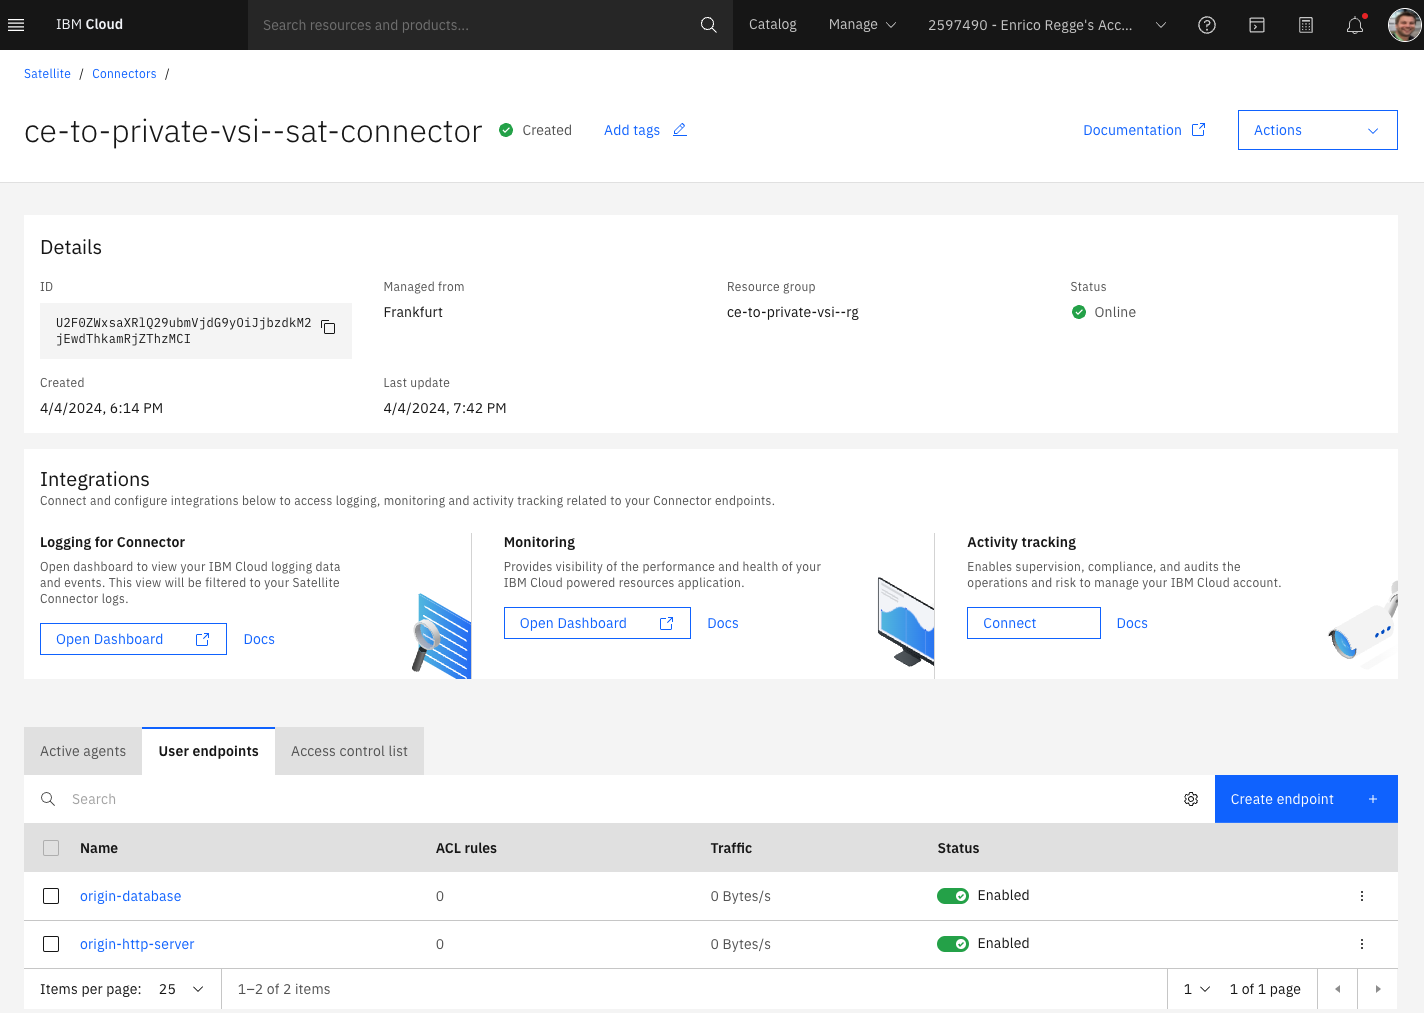 IBM Cloud
Search resources and products...
Catalog
Manage
2597490 - Enrico Regge's Acc...
Satellite / Connectors /
ce-to-private-vsi--sat-connector
Created
Add tags
Documentation
Actions
Details
ID
Managed from
Resource group
Status
U2F0ZWxsaXRlQ29ubmVjdG9yOiJjbzdkM2
jEwdThkamRjZThzMCI
Frankfurt
ce-to-private-vsi--rg
Online
Created
Last update
4/4/2024, 6:14 PM
4/4/2024, 7:42 PM
Integrations
Connect and configure integrations below to access logging, monitoring and activity tracking related to your Connector endpoints.
Logging for Connector
Open dashboard to view your IBM Cloud logging data
and events. This view will be filtered to your Satellite
Connector logs.
Open Dashboard
Docs
Monitoring
Provides visibility of the performance and health of your
IBM Cloud powered resources application.
Open Dashboard
Docs
Activity tracking
Enables supervision, compliance, and audits the
operations and risk to manage your IBM Cloud account.
Connect
Docs
Active agents
User endpoints
Access control list
Search
Create endpoint +
Name ACL rules Traffic Status
origin-database 0 0 Bytes/s Enabled
origin-http-server 0 0 Bytes/s Enabled
Items per page: 25
1–2 of 2 items
1
1 of 1 page